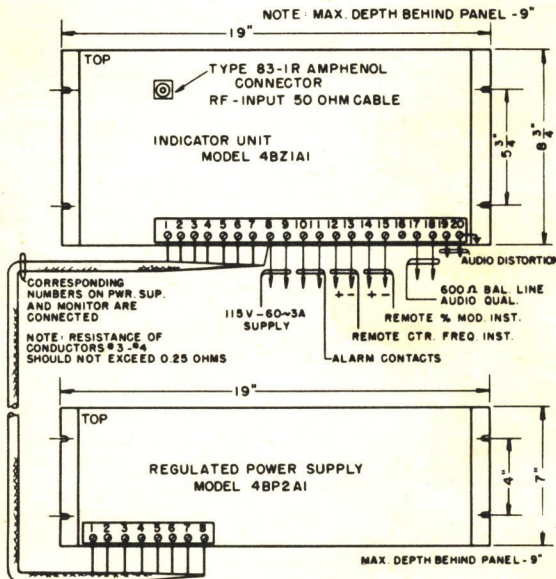 NOTE: MAX. DEPTH BEHIND PANEL - 9"
19"
TOP
TYPE 83-1R AMPHENOL
CONNECTOR
RF-INPUT 50 OHM CABLE
INDICATOR UNIT
MODEL 4BZ1A1
5 3/4"
8 3/4"
1 2 3 4 5 6 7 8 9 10 11 12 13 14 15 16 17 18 19 20
AUDIO DISTORTION
CORRESPONDING
NUMBERS ON PWR. SUP.
AND MONITOR ARE
CONNECTED
+ -
+ -
600 Ω BAL. LINE
AUDIO QUAL.
115V-60~3A
SUPPLY
REMOTE % MOD. INST.
REMOTE CTR. FREQ. INST.
ALARM CONTACTS
NOTE: RESISTANCE OF
CONDUCTORS #3-#4
SHOULD NOT EXCEED 0.25 OHMS
19"
TOP
REGULATED POWER SUPPLY
MODEL 4BP2A1
4"
7"
1 2 3 4 5 6 7 8
MAX. DEPTH BEHIND PANEL - 9"